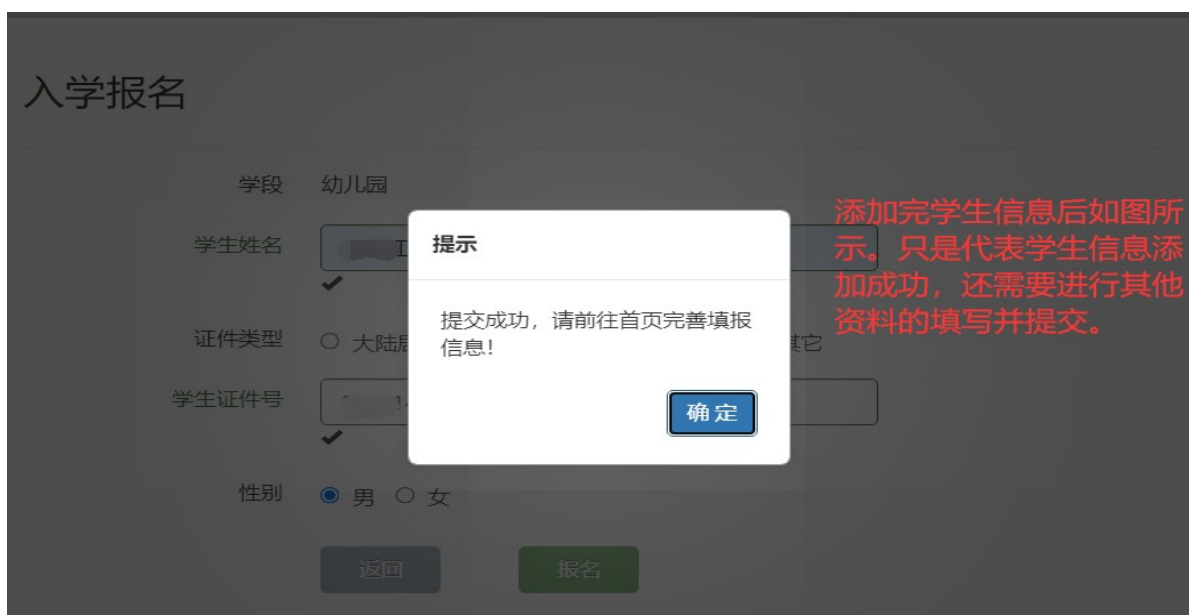 入学报名
学段 幼儿园
学生姓名
证件类型 大陆居 其它
学生证件号
性别 男 女
返回 报名
提示
提交成功，请前往首页完善填报
信息！
确定
添加完学生信息后如图所
示。只是代表学生信息添
加成功，还需要进行其他
资料的填写并提交。